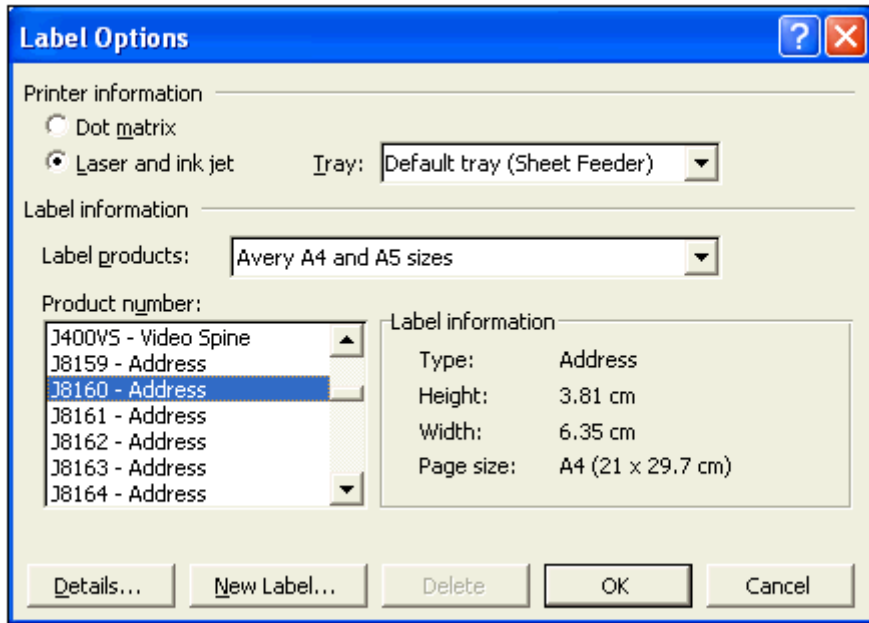 Label Options
Printer information
Dot matrix
Laser and ink jet Tray: Default tray (Sheet Feeder)
Label information
Label products: Avery A4 and A5 sizes
Product number:
J400VS - Video Spine
J8159 - Address
J8160 - Address
J8161 - Address
J8162 - Address
J8163 - Address
J8164 - Address
Label information
Type: Address
Height: 3.81 cm
Width: 6.35 cm
Page size: A4 (21 x 29.7 cm)
Details... New Label... Delete OK Cancel